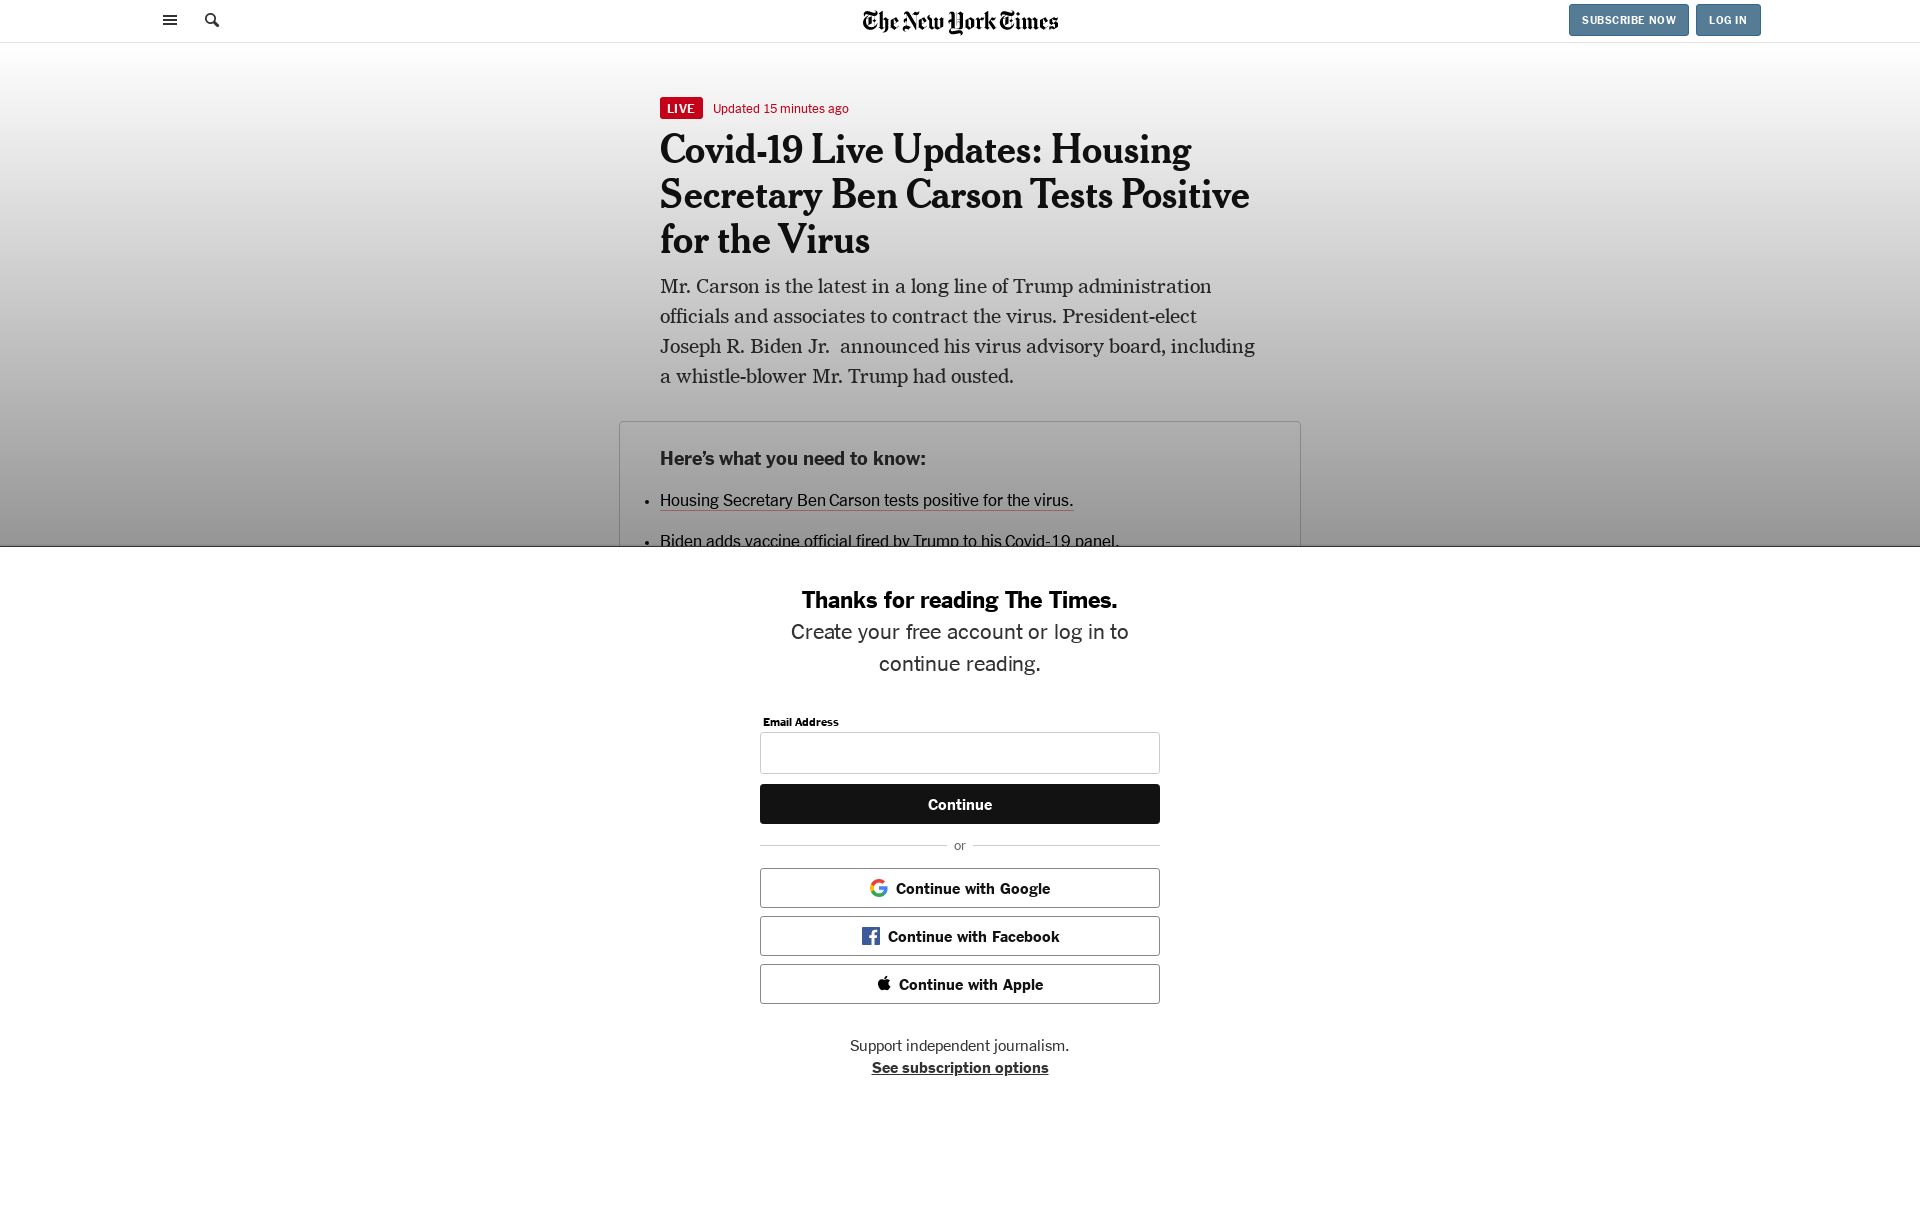 The New York Times
SUBSCRIBE NOW
LOG IN
LIVE
Updated 15 minutes ago
Covid-19 Live Updates: Housing
Secretary Ben Carson Tests Positive
for the Virus
Mr. Carson is the latest in a long line of Trump administration
officials and associates to contract the virus. President-elect
Joseph R. Biden Jr.  announced his virus advisory board, including
a whistle-blower Mr. Trump had ousted.
Here’s what you need to know:
• Housing Secretary Ben Carson tests positive for the virus.
• Biden adds vaccine official fired by Trump to his Covid-19 panel.
Thanks for reading The Times.
Create your free account or log in to
continue reading.
Email Address
Continue
or
Continue with Google
Continue with Facebook
Continue with Apple
Support independent journalism.
See subscription options